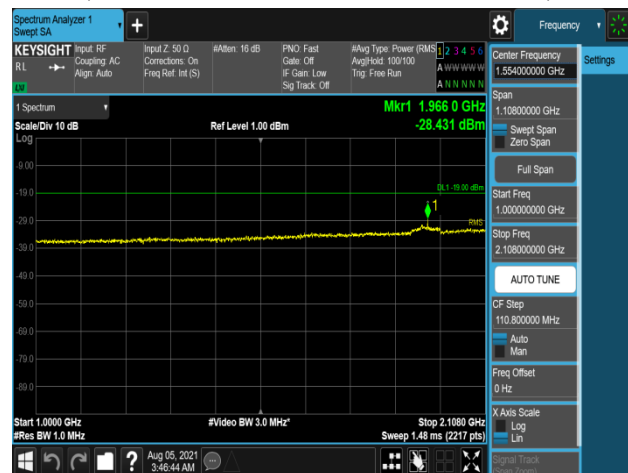 Spectrum Analyzer 1
Swept SA
Frequency
KEYSIGHT
RL
LV
Input: RF
Coupling: AC
Align: Auto
Input Z: 50 Ω
Corrections: On
Freq Ref: Int (S)
#Atten: 16 dB
PNO: Fast
Gate: Off
IF Gain: Low
Sig Track: Off
#Avg Type: Power (RMS
Avg|Hold: 100/100
Trig: Free Run
1 2 3 4 5 6
A W W W W W
A N N N N N
1 Spectrum
Scale/Div 10 dB
Ref Level 1.00 dBm
Mkr1 1.966 0 GHz
-28.431 dBm
Log
-9.00
-19.0
-29.0
-39.0
-49.0
-59.0
-69.0
-79.0
-89.0
DL1 -19.00 dBm
1
RMS
Start 1.0000 GHz
#Res BW 1.0 MHz
#Video BW 3.0 MHz*
Stop 2.1080 GHz
Sweep 1.48 ms (2217 pts)
?
Aug 05, 2021
3:46:44 AM
Center Frequency
1.554000000 GHz
Settings
Span
1.10800000 GHz
Swept Span
Zero Span
Full Span
Start Freq
1.000000000 GHz
Stop Freq
2.108000000 GHz
AUTO TUNE
CF Step
110.800000 MHz
Auto
Man
Freq Offset
0 Hz
X Axis Scale
Log
Lin
Signal Track
(Span Zoom)